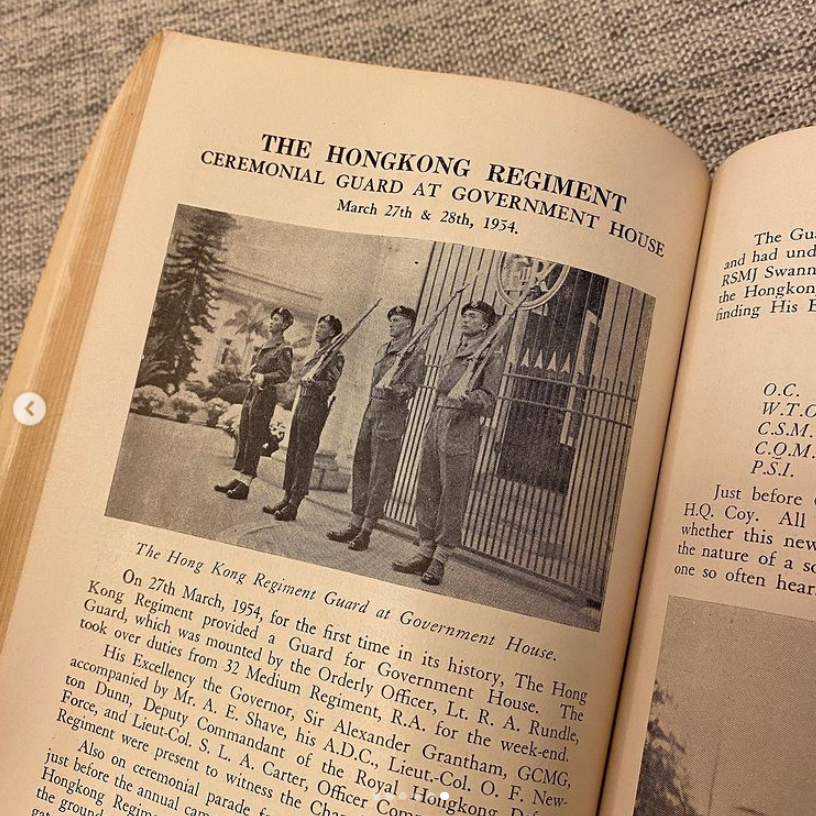 THE HONGKONG REGIMENT
CEREMONIAL GUARD AT GOVERNMENT HOUSE
March 27th & 28th, 1954.
The Hong Kong Regiment Guard at Government House.
On 27th March, 1954, for the first time in its history, The Hong
Kong Regiment provided a Guard for Government House. The
Guard, which was mounted by the Orderly Officer, Lt. R. A. Rundle,
took over duties from 32 Medium Regiment, R.A. for the week-end.
His Excellency the Governor, Sir Alexander Grantham, GCMG,
accompanied by Mr. A. E. Shave, his A.D.C., Lieut.-Col. O. F. New-
ton Dunn, Deputy Commandant of the Royal Hongkong
Force, and Lieut-Col. S. L. A. Carter, Officer
Regiment were present to witness the
Also on ceremonial parade
just before the annual
Hongkong
the ground
The
and had
RSMJ Swann
the
finding His
O.C.
C.S.M.
C.Q.M.
P.S.I.
Just before
H.Q. Coy. All
whether this new
the nature of a
one so often